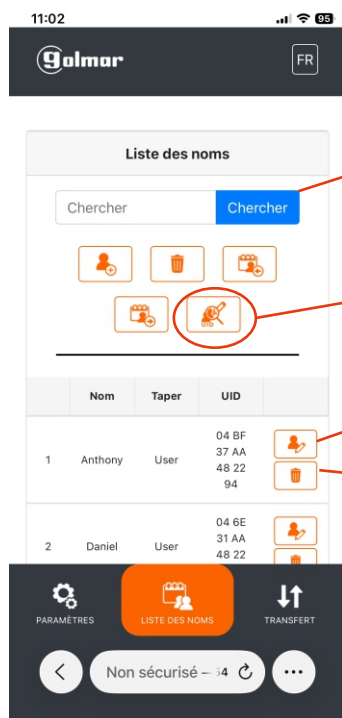 11:02
95
golmar
FR
Liste des noms
Chercher Chercher
UID
Nom Taper UID
1 Anthony User 04 BF
37 AA
48 22
94
2 Daniel User 04 6E
31 AA
48 22
PARAMÈTRES LISTE DES NOMS TRANSFERT
Non sécurisé — 64